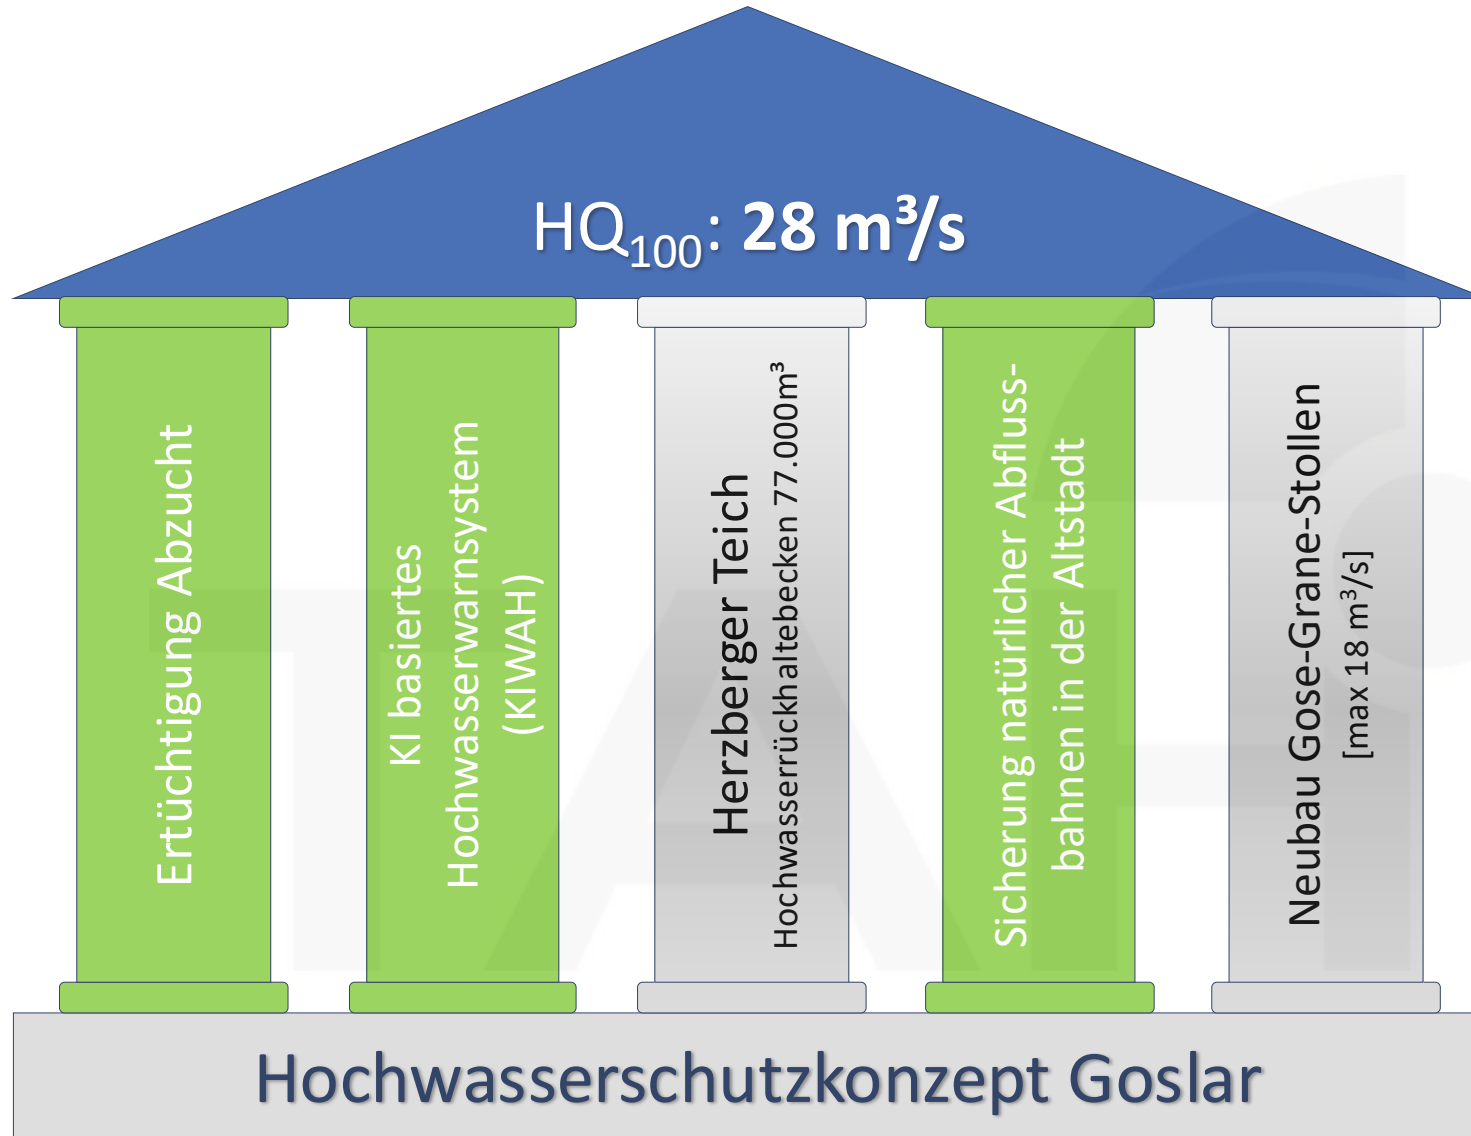 HQ₁₀₀: 28 m³/s
Ertüchtigung Abzucht
KI basiertes
Hochwasserwarnsystem
(KIWAH)
Herzberger Teich
Hochwasserrückhaltebecken 77.000m³
Sicherung natürlicher Abfluss-
bahnen in der Altstadt
Neubau Gose-Grane-Stollen
[max 18 m³/s]
Hochwasserschutzkonzept Goslar
TAH